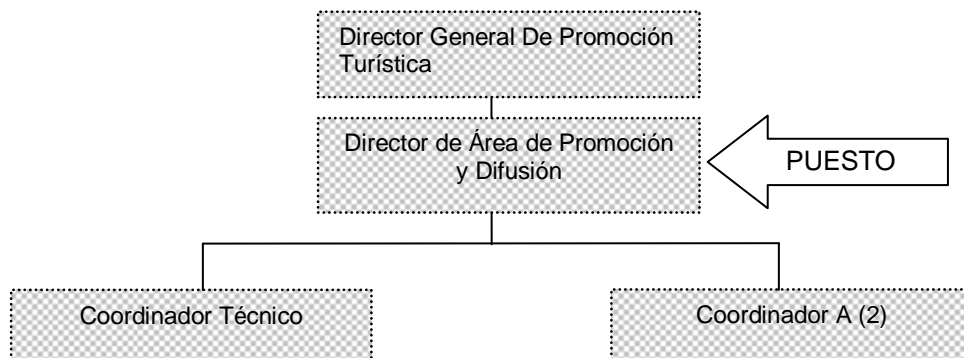 Director General De Promoción
Turística
Director de Área de Promoción
y Difusión
PUESTO
Coordinador Técnico
Coordinador A (2)